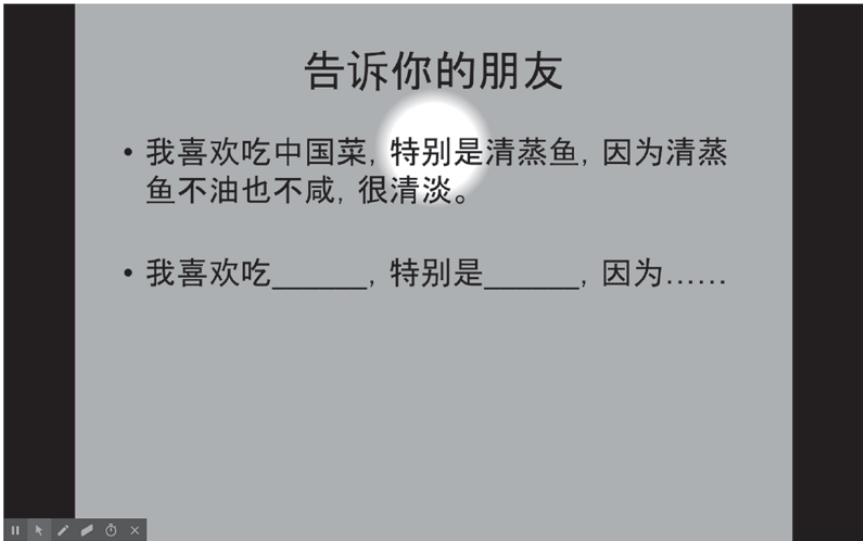 告诉你的朋友
• 我喜欢吃中国菜，特别是清蒸鱼，因为清蒸
鱼不油也不咸，很清淡。
• 我喜欢吃______，特别是______，因为……